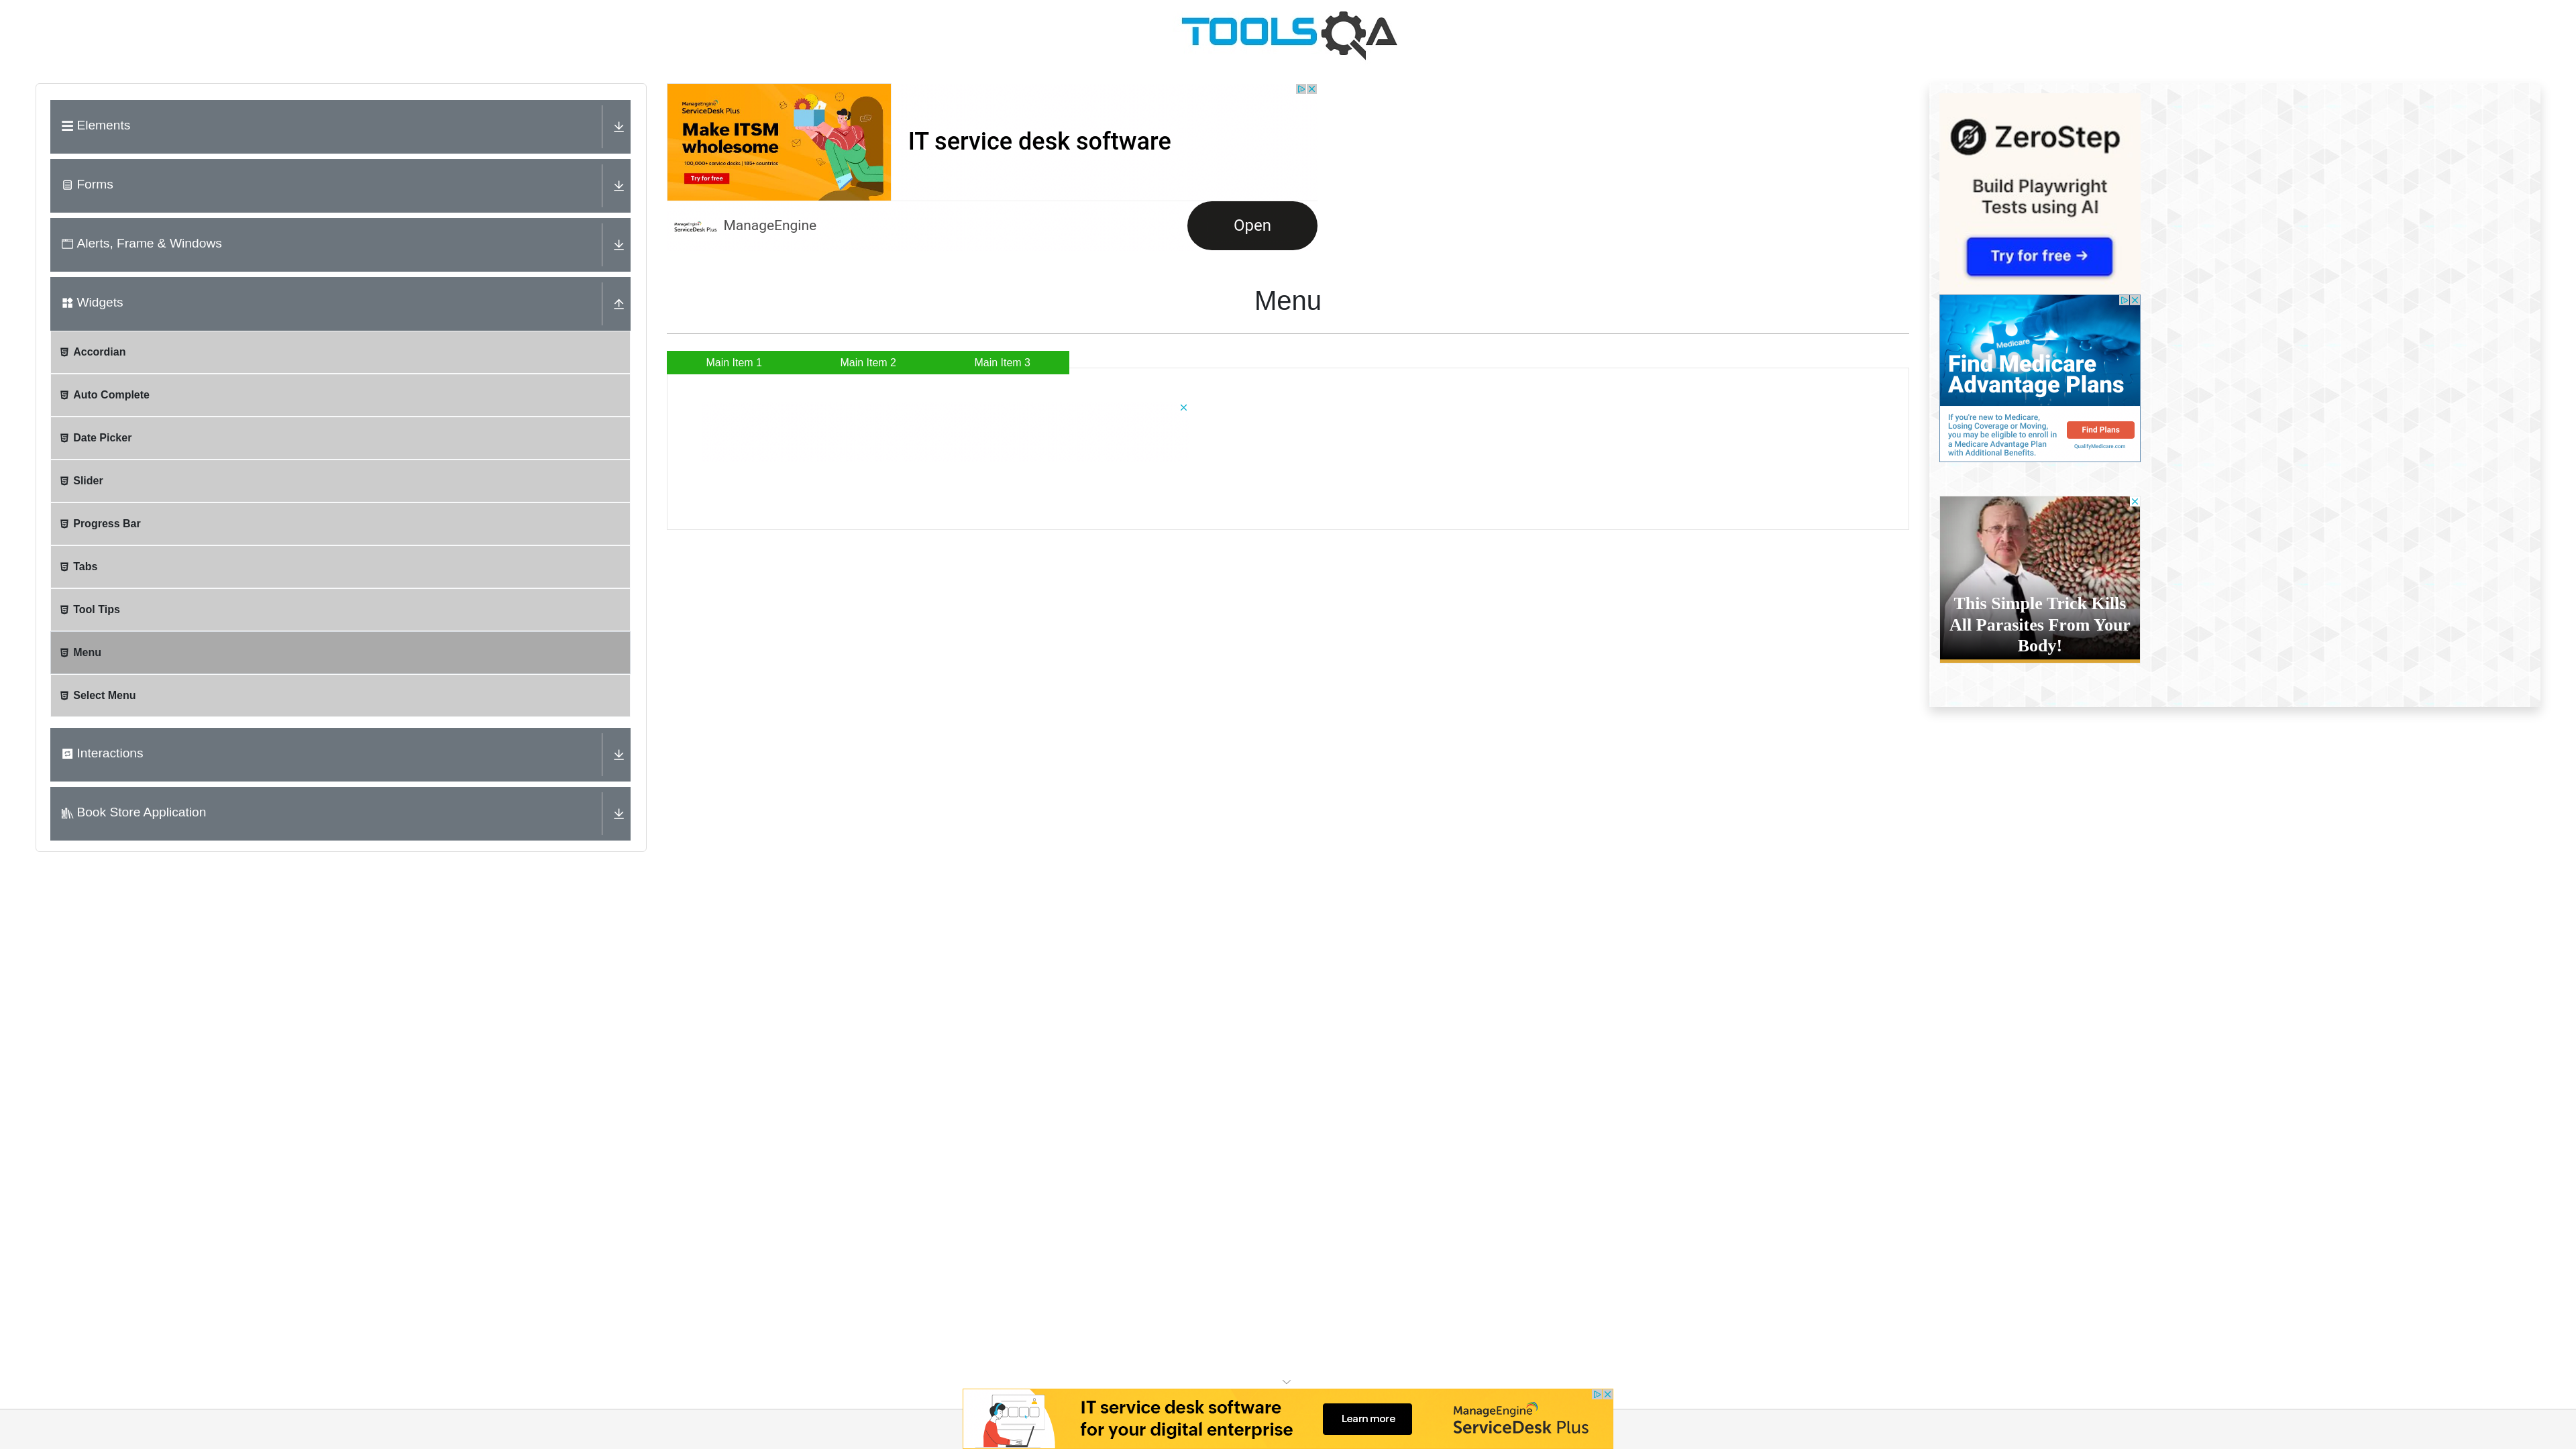 TOOLSQA
Elements
Forms
Alerts, Frame & Windows
Widgets
Accordian
Auto Complete
Date Picker
Slider
Progress Bar
Tabs
Tool Tips
Menu
Select Menu
Interactions
Book Store Application
ManageEngine
ServiceDesk Plus
Make ITSM
wholesome
100,000+ service desks | 185+ countries
Try for free
IT service desk software
ManageEngine
ServiceDesk Plus
ManageEngine
Open
Menu
Main Item 1
Main Item 2
Main Item 3
ZeroStep
Build Playwright
Tests using AI
Try for free →
Medicare
Find Medicare
Advantage Plans
If you're new to Medicare,
Losing Coverage or Moving,
you may be eligible to enroll in
a Medicare Advantage Plan
with Additional Benefits.
Find Plans
QualifyMedicare.com
This Simple Trick Kills
All Parasites From Your
Body!
IT service desk software
for your digital enterprise
Learn more
ManageEngine
ServiceDesk Plus